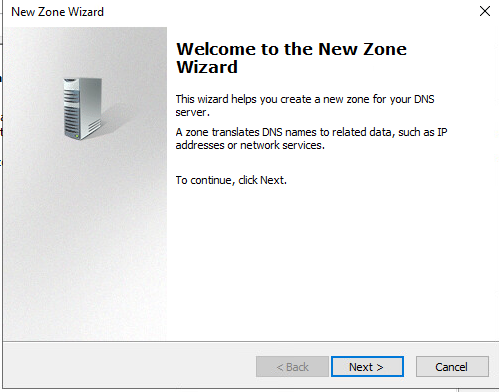 New Zone Wizard
Welcome to the New Zone
Wizard
This wizard helps you create a new zone for your DNS
server.
A zone translates DNS names to related data, such as IP
addresses or network services.
To continue, click Next.
< Back
Next >
Cancel